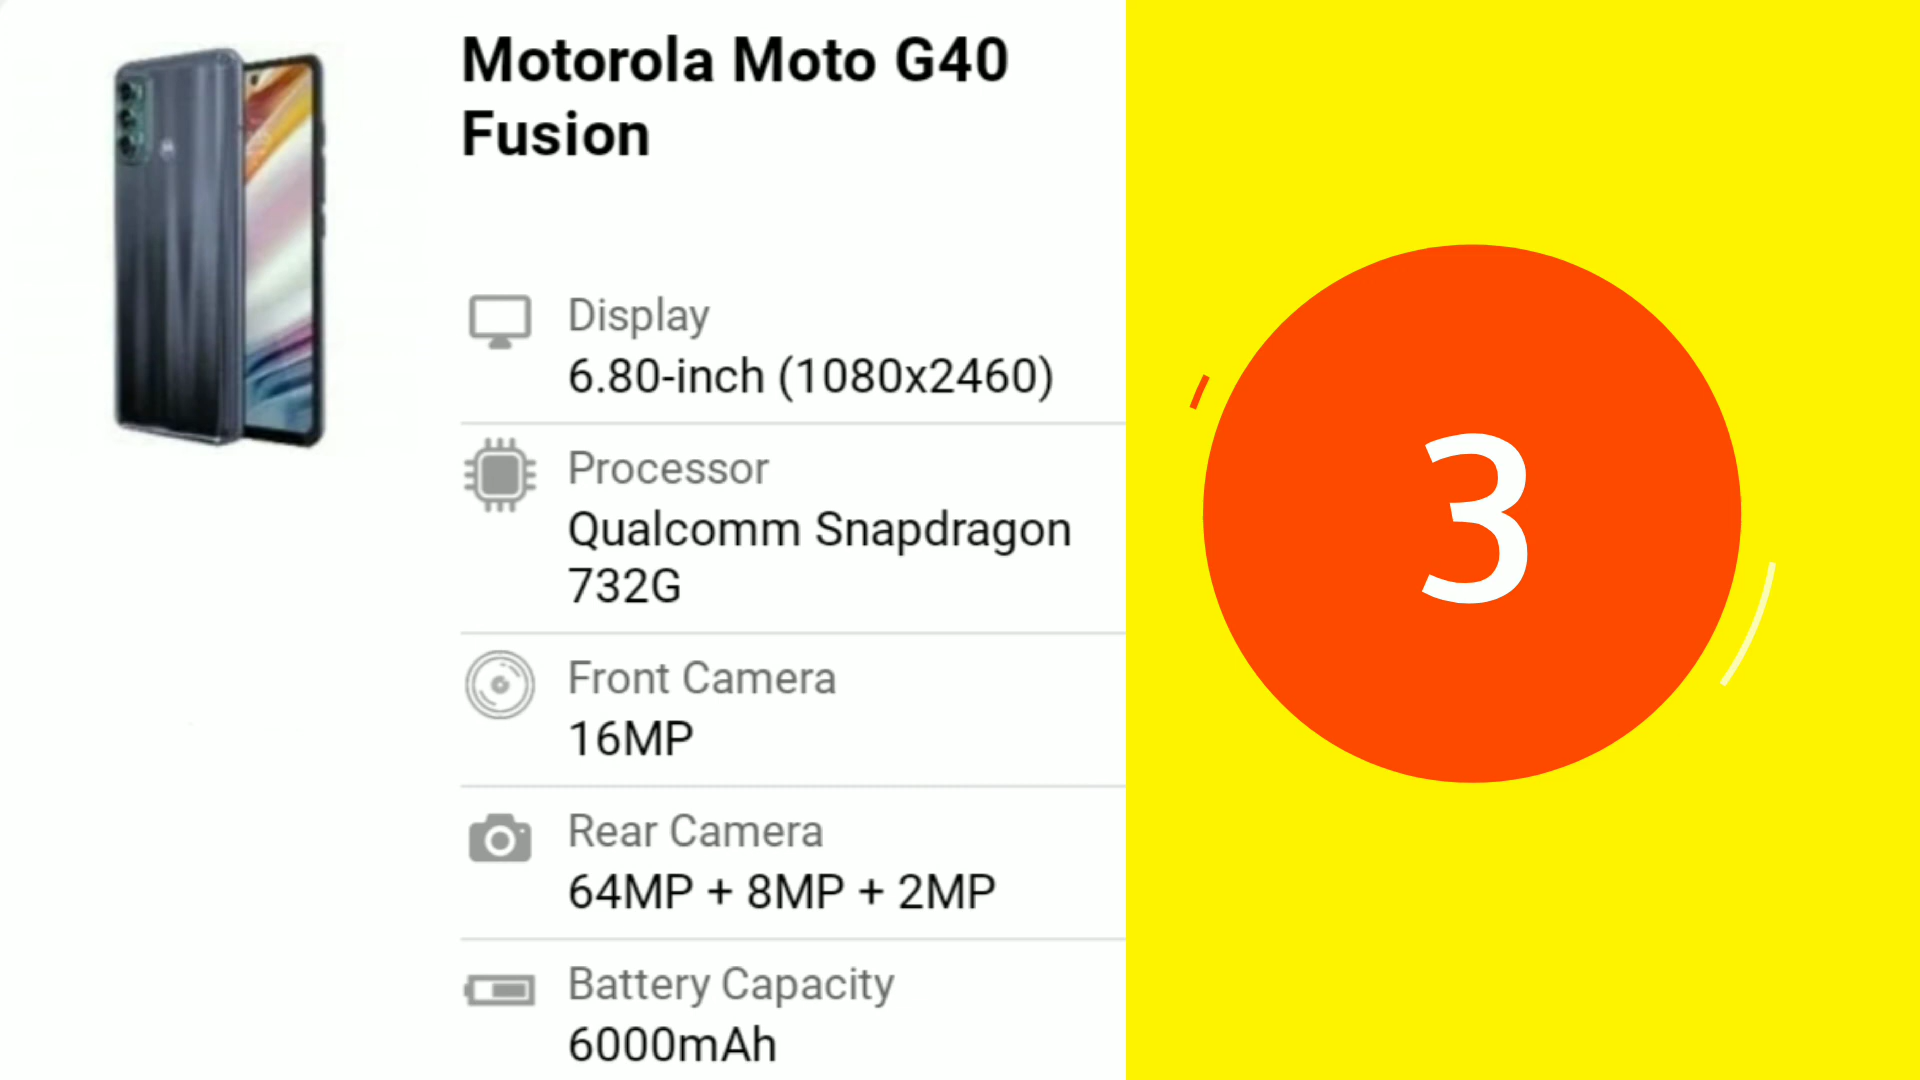 Motorola Moto G40
Fusion
Display
6.80-inch (1080x2460)
Processor
Qualcomm Snapdragon
732G
Front Camera
16MP
Rear Camera
64MP + 8MP + 2MP
Battery Capacity
6000mAh
3